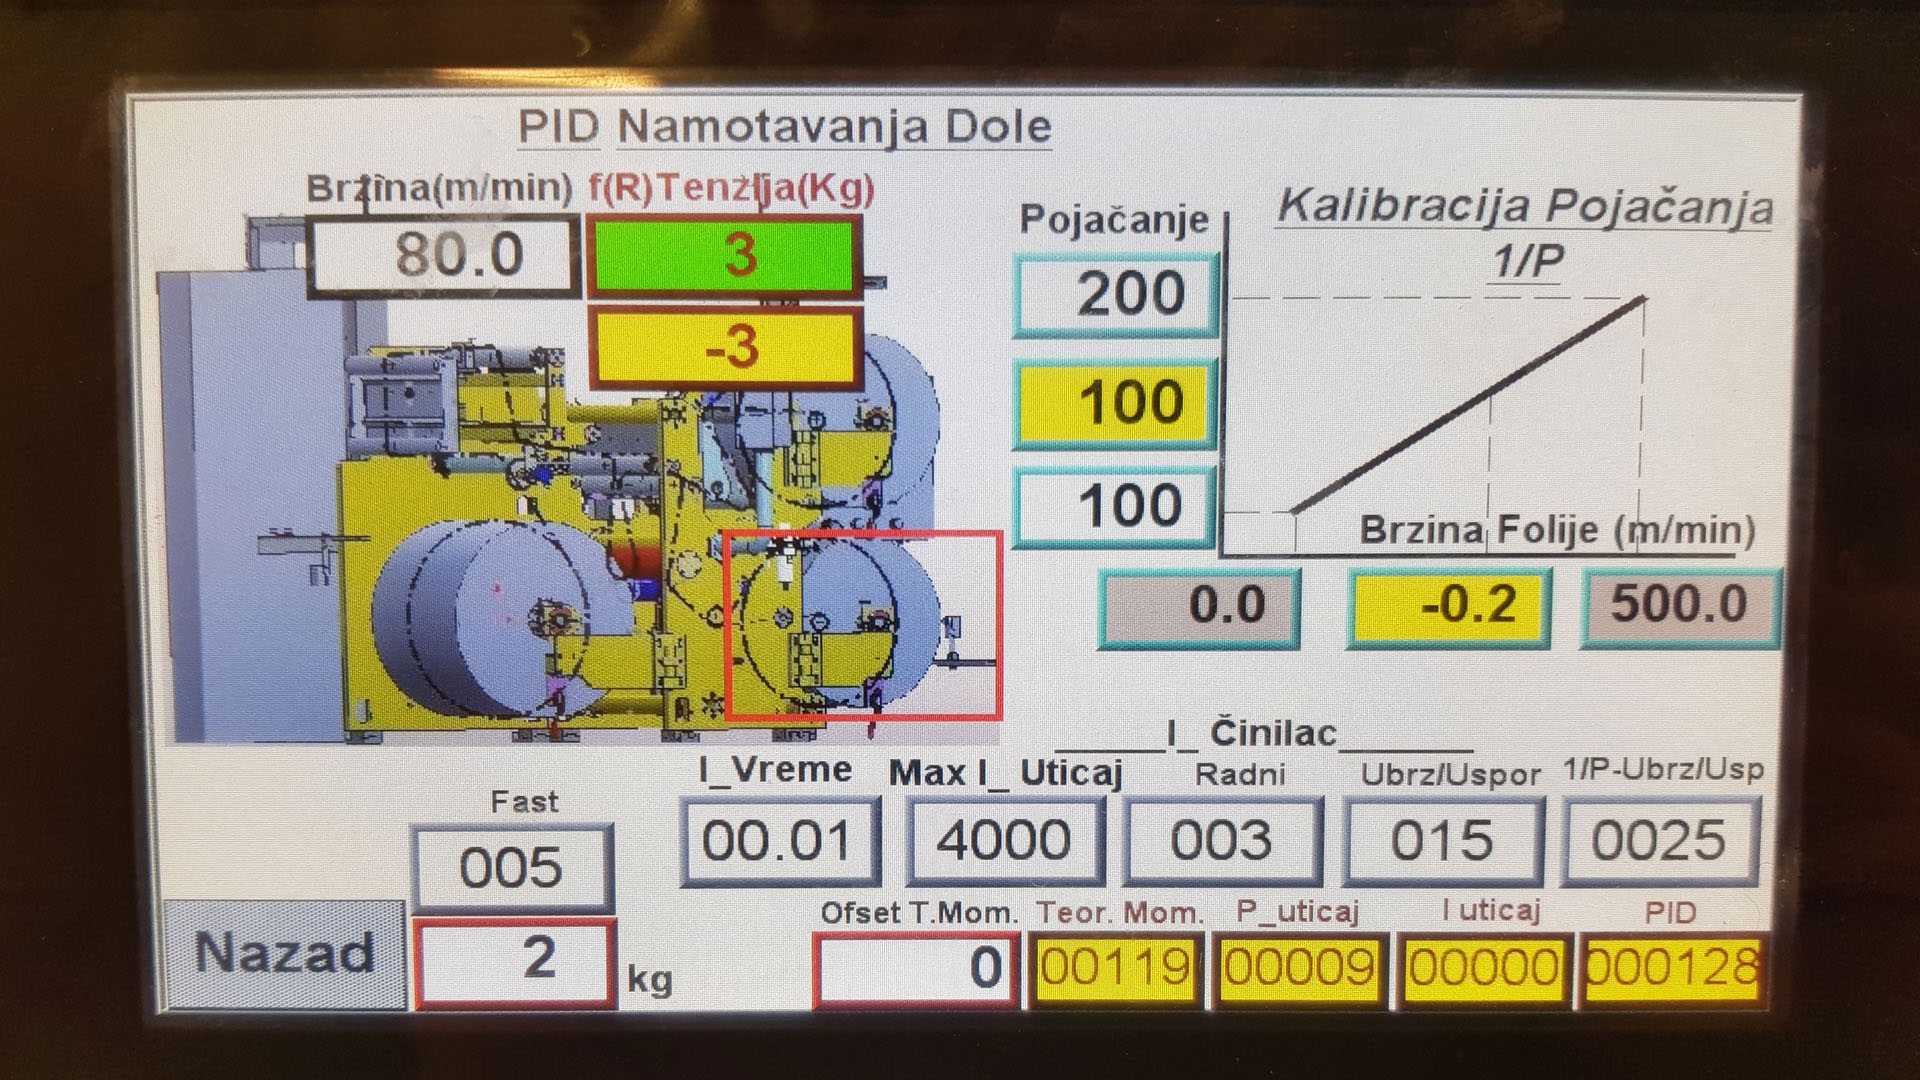 PID Namotavanja Dole
Brzina(m/min) f(R)Tenzija(Kg)
80.0 3
-3
Pojačanje
200
100
100
Kalibracija Pojačanja
1/P
Brzina Folije (m/min)
0.0 -0.2 500.0
I_ Činilac
I_Vreme Max I_ Uticaj Radni Ubrz/Uspor 1/P-Ubrz/Usp
00.01 4000 003 015 0025
Fast
005
2 kg
Nazad
Ofset T.Mom. Teor. Mom. P_uticaj I uticaj PID
0 00119 00009 00000 000128